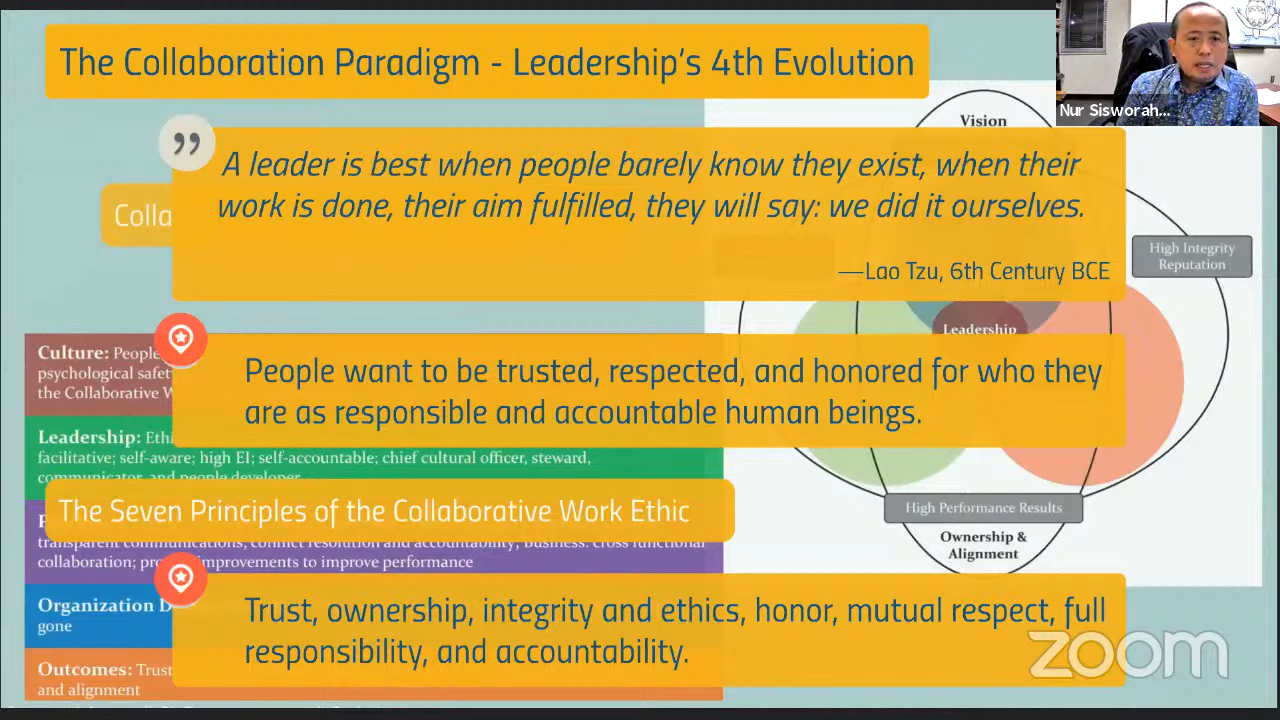 The Collaboration Paradigm - Leadership's 4th Evolution
Nur Sisworah...
Vision
”
A leader is best when people barely know they exist, when their
work is done, their aim fulfilled, they will say: we did it ourselves.
—Lao Tzu, 6th Century BCE
Colla
High Integrity
Reputation
Leadership
People want to be trusted, respected, and honored for who they
are as responsible and accountable human beings.
Culture: People
psychological safet
the Collaborative W
Leadership: Ethi
facilitative; self-aware; high EI; self-accountable; chief cultural officer, steward,
communicator, and people developer
The Seven Principles of the Collaborative Work Ethic
transparent communications, conflict resolution and accountability; Business: cross functional
collaboration; pro improvements to improve performance
High Performance Results
Ownership &
Alignment
Organization D
gone
Trust, ownership, integrity and ethics, honor, mutual respect, full
responsibility, and accountability.
Outcomes: Trust
and alignment
zoom